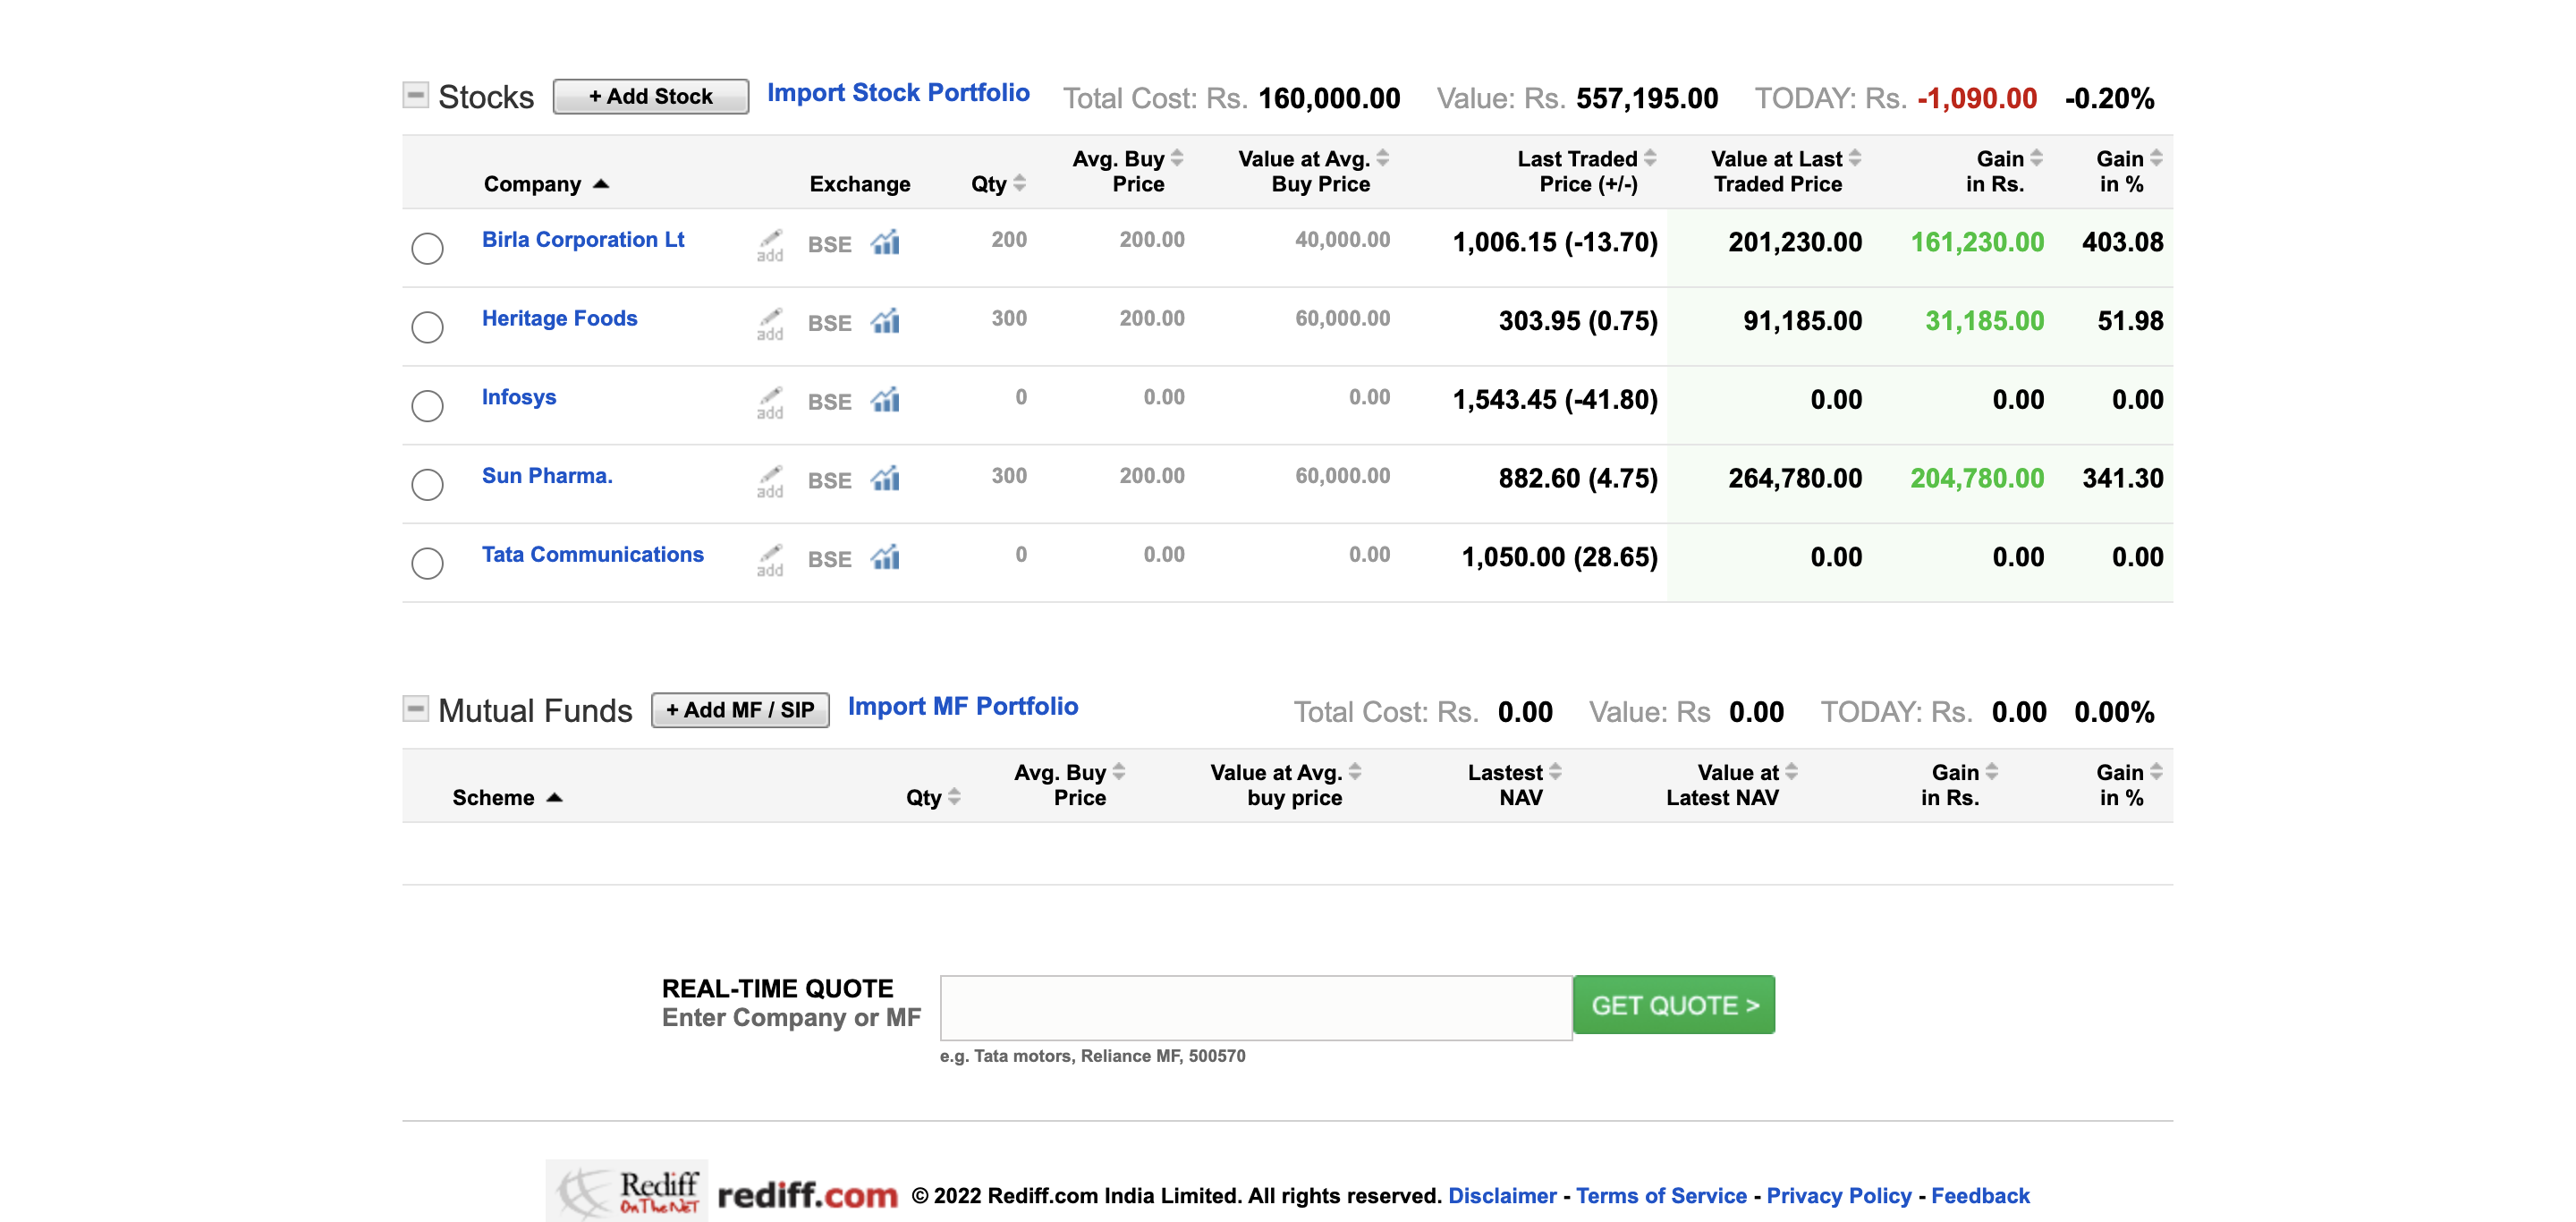 Stocks + Add Stock Import Stock Portfolio Total Cost: Rs. 160,000.00 Value: Rs. 557,195.00 TODAY: Rs. -1,090.00 -0.20%
Company Exchange Qty Avg. Buy Price Value at Avg. Buy Price Last Traded Price (+/-) Value at Last Traded Price Gain in Rs. Gain in %
Birla Corporation Lt add BSE 200 200.00 40,000.00 1,006.15 (-13.70) 201,230.00 161,230.00 403.08
Heritage Foods add BSE 300 200.00 60,000.00 303.95 (0.75) 91,185.00 31,185.00 51.98
Infosys add BSE 0 0.00 0.00 1,543.45 (-41.80) 0.00 0.00 0.00
Sun Pharma. add BSE 300 200.00 60,000.00 882.60 (4.75) 264,780.00 204,780.00 341.30
Tata Communications add BSE 0 0.00 0.00 1,050.00 (28.65) 0.00 0.00 0.00
Mutual Funds + Add MF / SIP Import MF Portfolio Total Cost: Rs. 0.00 Value: Rs 0.00 TODAY: Rs. 0.00 0.00%
Scheme Qty Avg. Buy Price Value at Avg. buy price Lastest NAV Value at Latest NAV Gain in Rs. Gain in %
REAL-TIME QUOTE
Enter Company or MF GET QUOTE >
e.g. Tata motors, Reliance MF, 500570
Rediff OnTheNeT rediff.com © 2022 Rediff.com India Limited. All rights reserved. Disclaimer - Terms of Service - Privacy Policy - Feedback